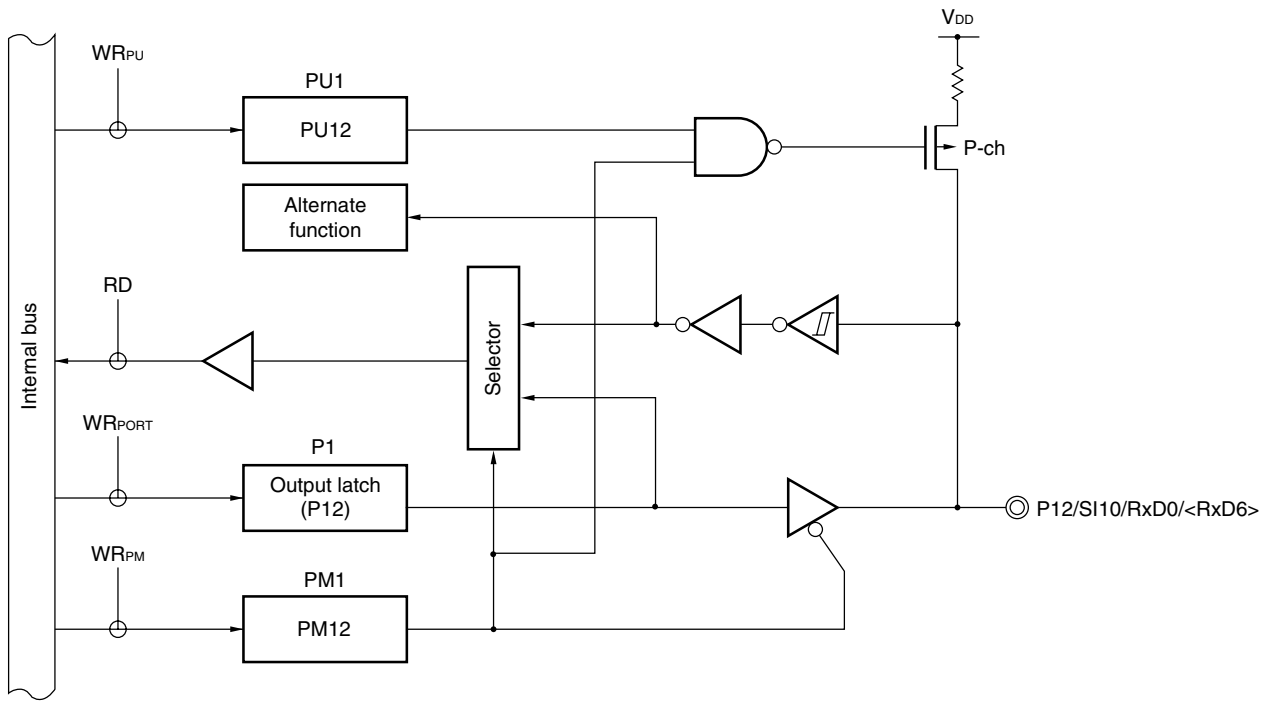 VDD
WRPU
PU1
PU12
P-ch
Alternate
function
RD
Internal bus
Selector
WRPORT
P1
Output latch
(P12)
P12/SI10/RxD0/<RxD6>
WRPM
PM1
PM12